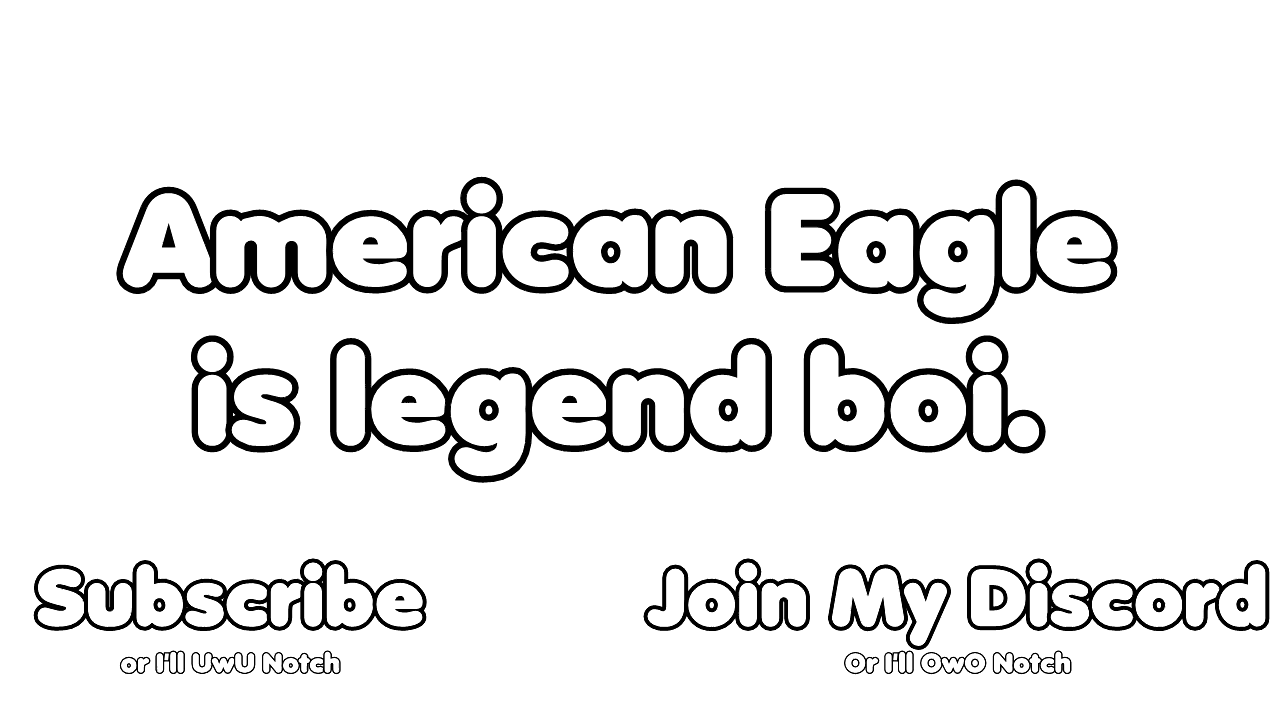 American Eagle
is legend boi.
Subscribe
or I'll UwU Notch
Join My Discord
Or I'll OwO Notch